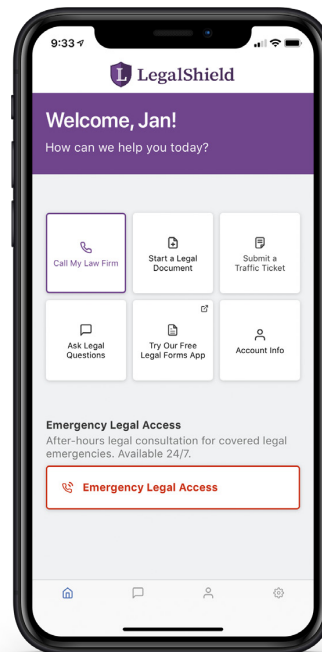 9:33
LegalShield
Welcome, Jan!
How can we help you today?
Call My Law Firm
Start a Legal
Document
Submit a
Traffic Ticket
Ask Legal
Questions
Try Our Free
Legal Forms App
Account Info
Emergency Legal Access
After-hours legal consultation for covered legal
emergencies. Available 24/7.
Emergency Legal Access